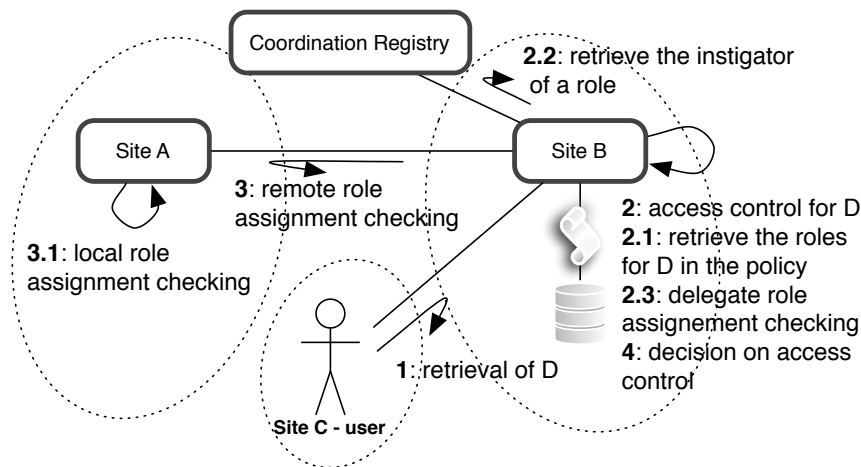 Coordination Registry
2.2: retrieve the instigator
of a role
Site A
Site B
3: remote role
assignment checking
3.1: local role
assignment checking
2: access control for D
2.1: retrieve the roles
for D in the policy
2.3: delegate role
assignement checking
4: decision on access
control
1: retrieval of D
Site C - user